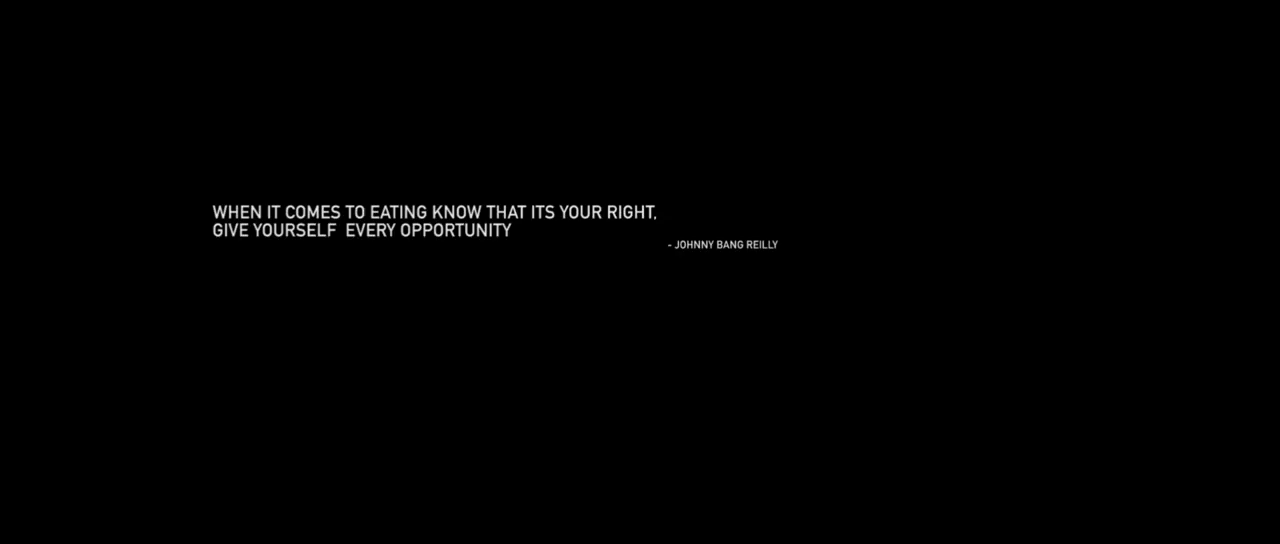 WHEN IT COMES TO EATING KNOW THAT ITS YOUR RIGHT,
GIVE YOURSELF EVERY OPPORTUNITY
- JOHNNY BANG REILLY